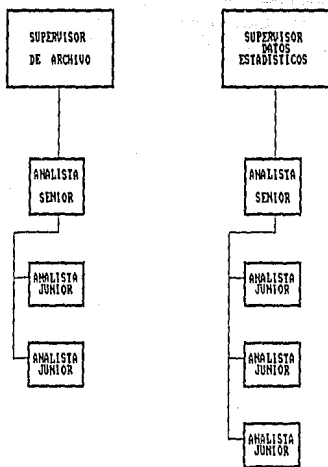 SUPERVISOR
DE ARCHIVO
ANALISTA
SENIOR
ANALISTA
JUNIOR
ANALISTA
JUNIOR
SUPERVISOR
DATOS
ESTADISTICOS
ANALISTA
SENIOR
ANALISTA
JUNIOR
ANALISTA
JUNIOR
ANALISTA
JUNIOR